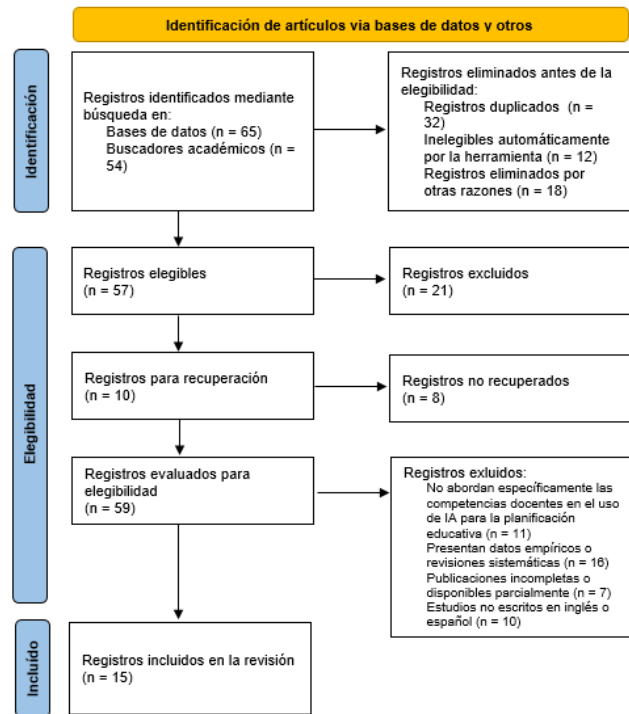 Identificación de artículos via bases de datos y otros
Identificación
Registros identificados mediante
búsqueda en:
Bases de datos (n = 65)
Buscadores académicos (n =
54)
Registros eliminados antes de la
elegibilidad:
Registros duplicados (n =
32)
Inelegibles automáticamente
por la herramienta (n = 12)
Registros eliminados por
otras razones (n = 18)
Elegibilidad
Registros elegibles
(n = 57)
Registros excluidos
(n = 21)
Registros para recuperación
(n = 10)
Registros no recuperados
(n = 8)
Registros evaluados para
elegibilidad
(n = 59)
Registros exluidos:
No abordan específicamente las
competencias docentes en el uso
de IA para la planificación
educativa (n = 11)
Presentan datos empíricos o
revisiones sistemáticas (n = 16)
Publicaciones incompletas o
disponibles parcialmente (n = 7)
Estudios no escritos en inglés o
español (n = 10)
Incluído
Registros incluidos en la revisión
(n = 15)